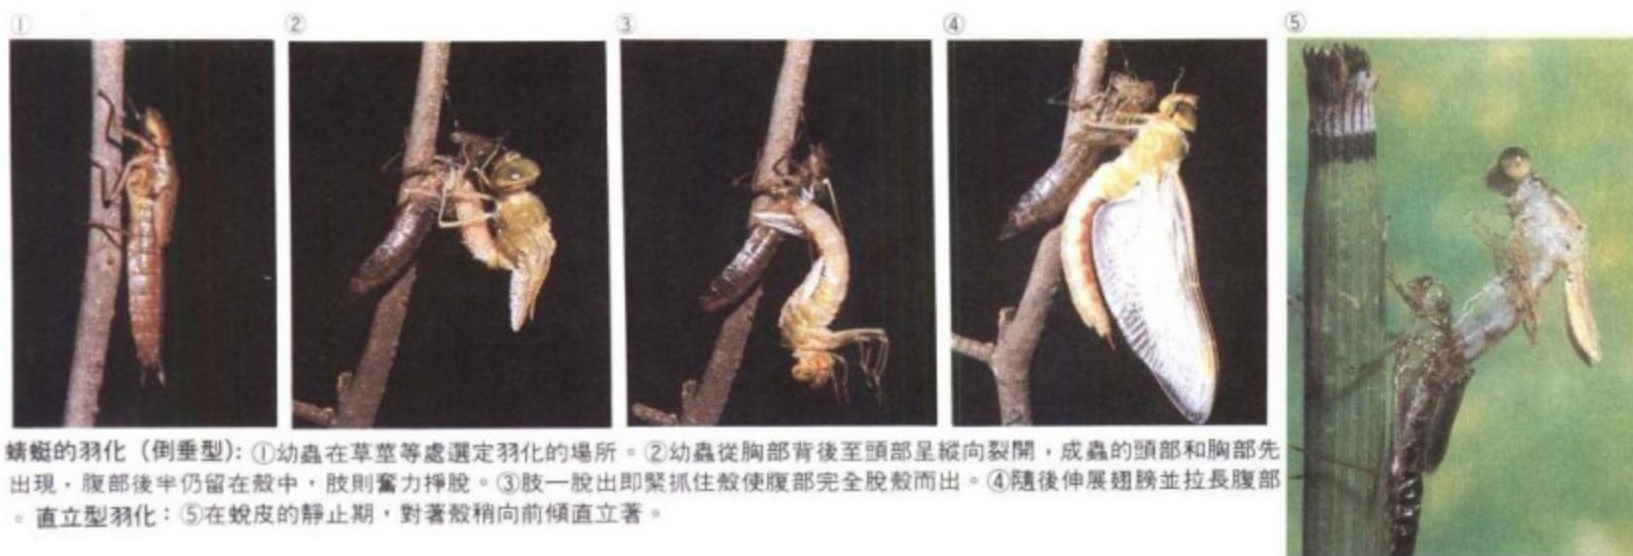 ① ② ③ ④ ⑤
蜻蜓的羽化（倒垂型）：①幼蟲在草莖等處選定羽化的場所。②幼蟲從胸部背後至頭部呈縱向裂開，成蟲的頭部和胸部先
出現，腹部後半仍留在殼中，肢則奮力掙脫。③肢一脫出即緊抓住殼使腹部完全脫殼而出。④隨後伸展翅膀並拉長腹部
。直立型羽化：⑤在蛻皮的靜止期，對著殼稍向前傾直立著。